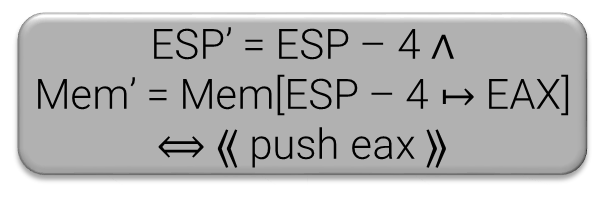 ESP’ = ESP – 4 ∧
Mem’ = Mem[ESP – 4 ↦ EAX]
⟺ ⟪ push eax ⟫